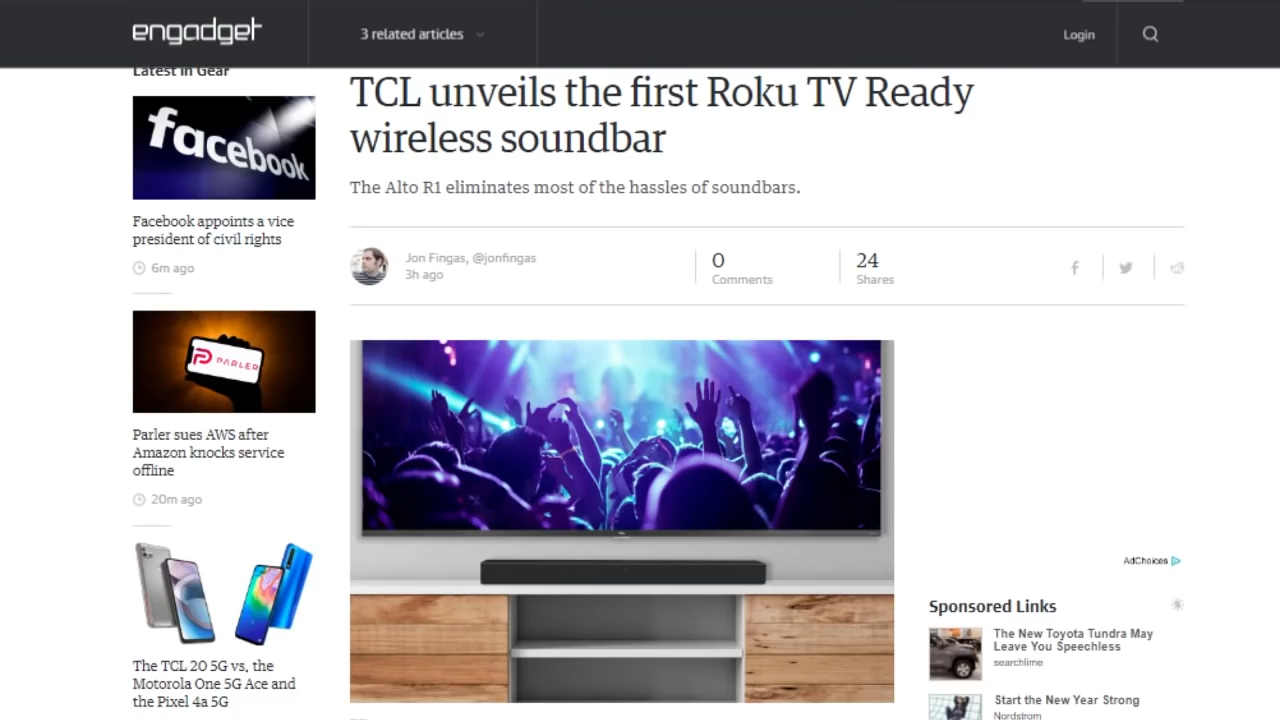 engadget
3 related articles
Login
Latest in Gear
facebook
Facebook appoints a vice
president of civil rights
6m ago
PARLER
Parler sues AWS after
Amazon knocks service
offline
20m ago
The TCL 20 5G vs. the
Motorola One 5G Ace and
the Pixel 4a 5G
TCL unveils the first Roku TV Ready
wireless soundbar
The Alto R1 eliminates most of the hassles of soundbars.
Jon Fingas, @jonfingas
3h ago
0
Comments
24
Shares
AdChoices
Sponsored Links
The New Toyota Tundra May
Leave You Speechless
searchlime
Start the New Year Strong
Nordstrom